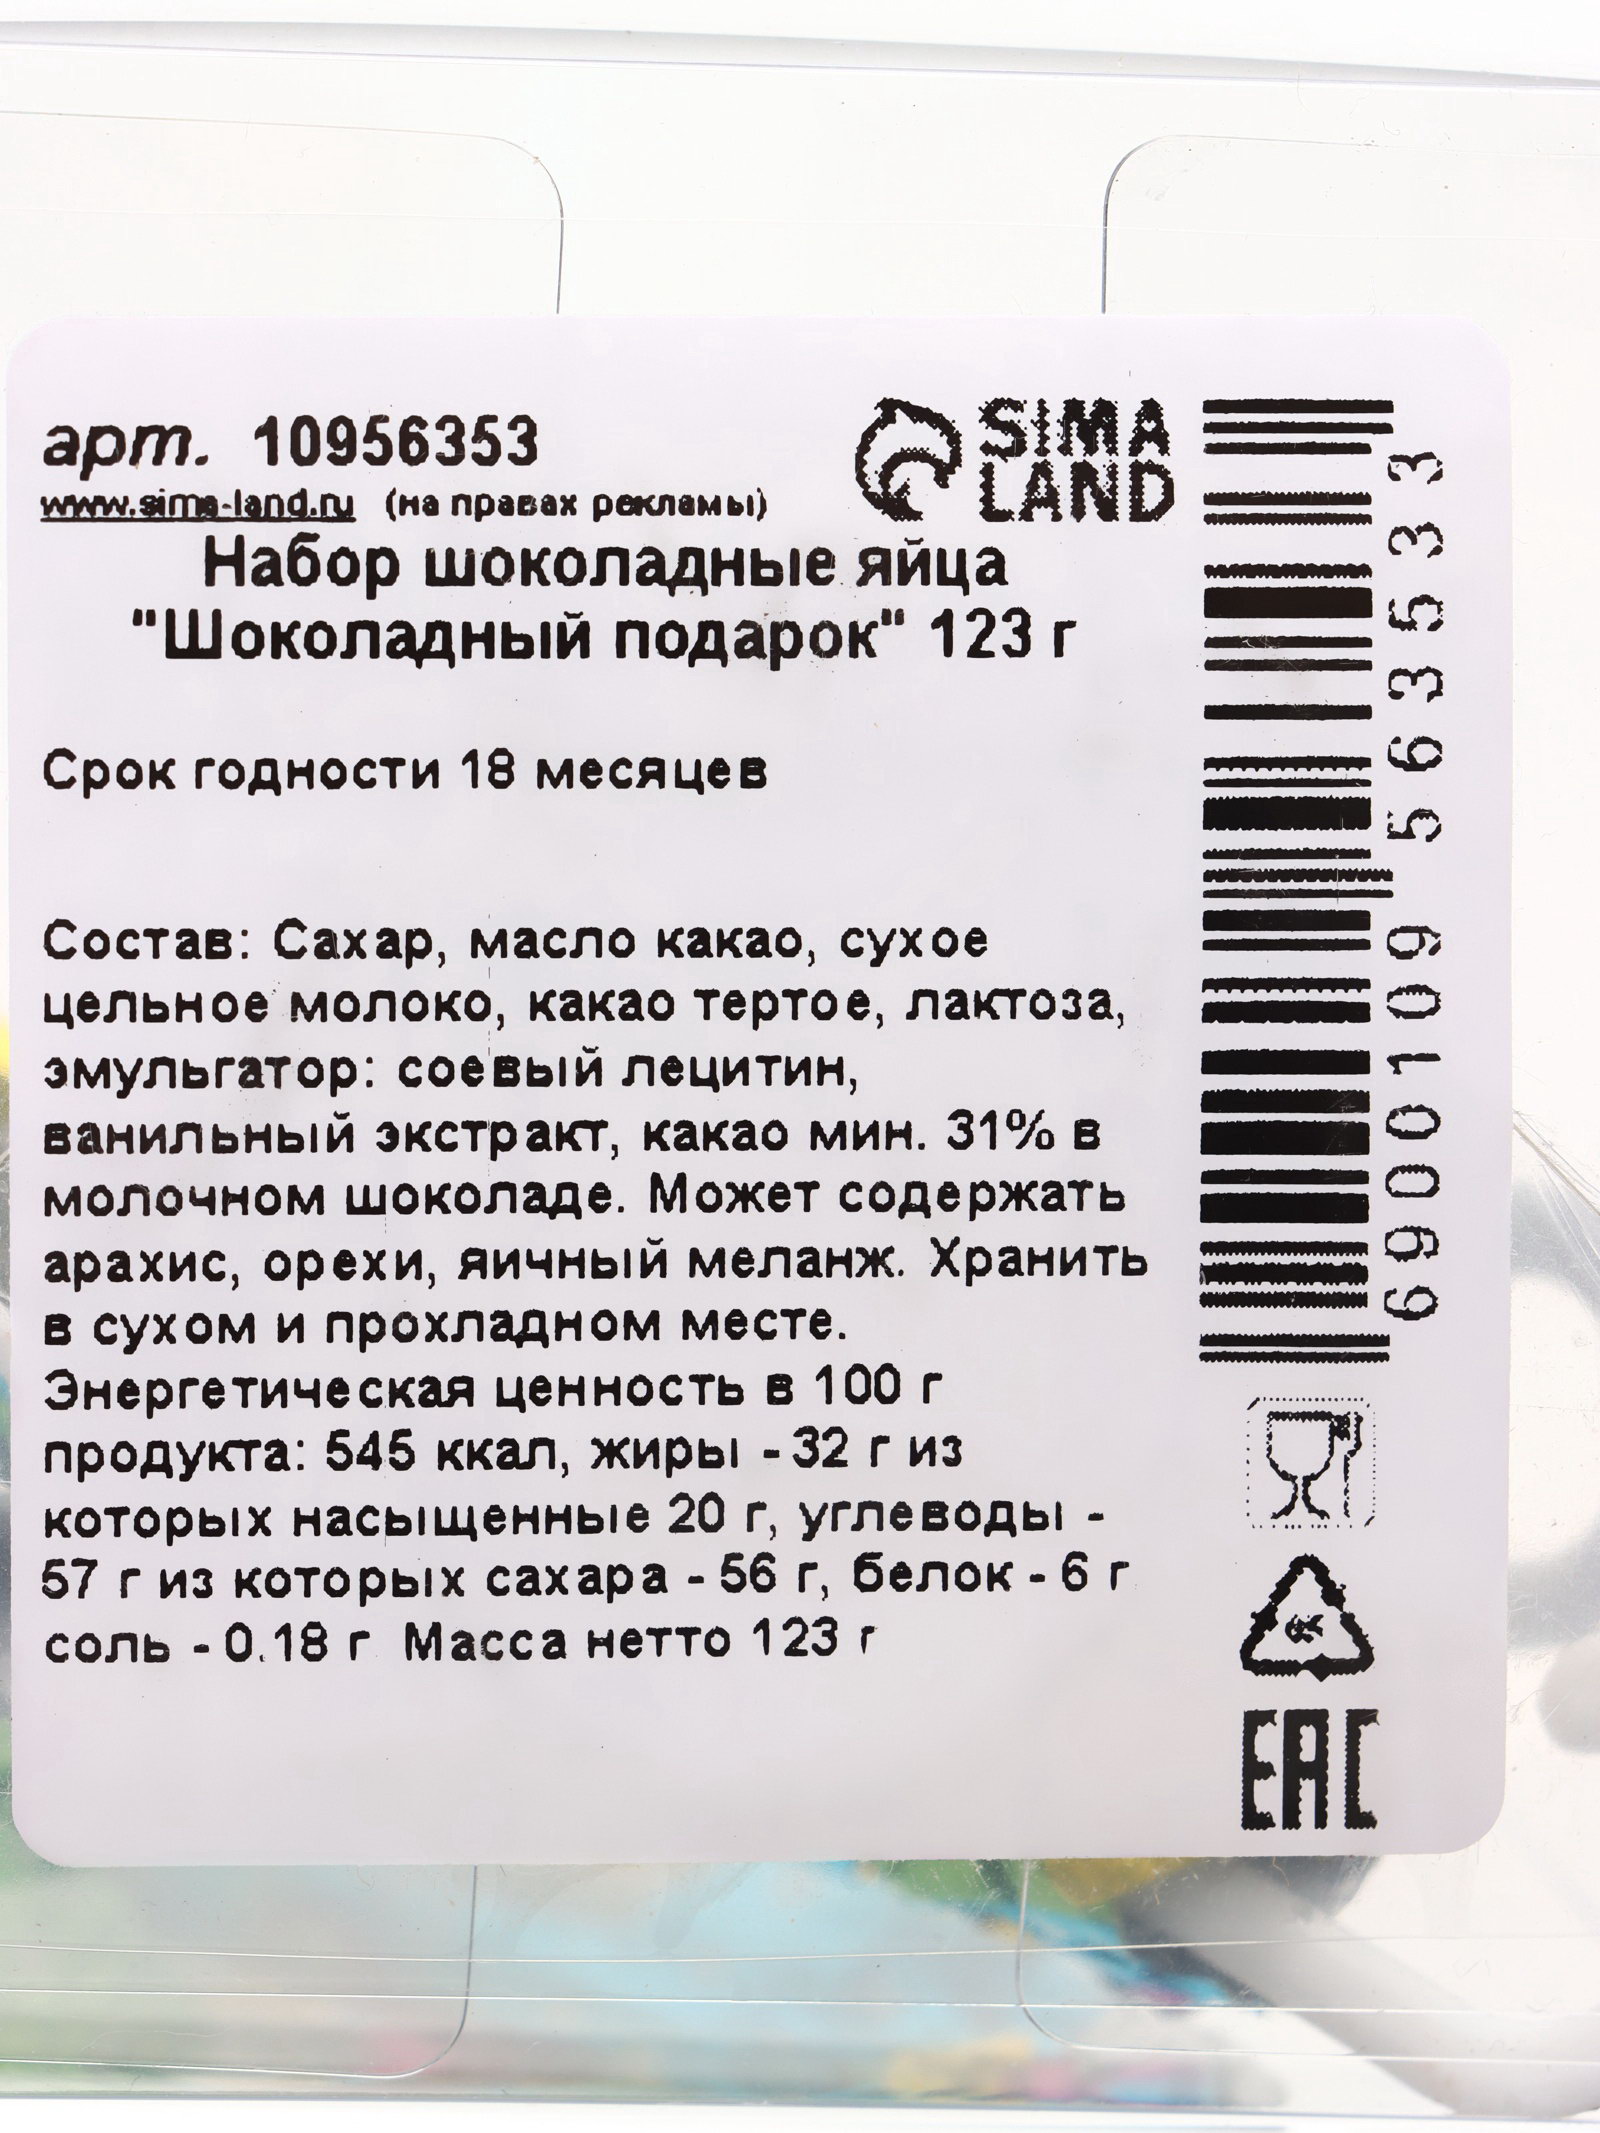 арт. 10956353
SIMA
LAND
www.sima-land.ru (на правах рекламы)
Набор шоколадные яйца
"Шоколадный подарок" 123 г
Срок годности 18 месяцев
Состав: Сахар, масло какао, сухое
цельное молоко, какао тертое, лактоза,
эмульгатор: соевый лецитин,
ванильный экстракт, какао мин. 31% в
молочном шоколаде. Может содержать
арахис, орехи, яичный меланж. Хранить
в сухом и прохладном месте.
Энергетическая ценность в 100 г
продукта: 545 ккал, жиры - 32 г из
которых насыщенные 20 г, углеводы -
57 г из которых сахара - 56 г, белок - 6 г
соль - 0.18 г Масса нетто 123 г
6900109563533
EAC